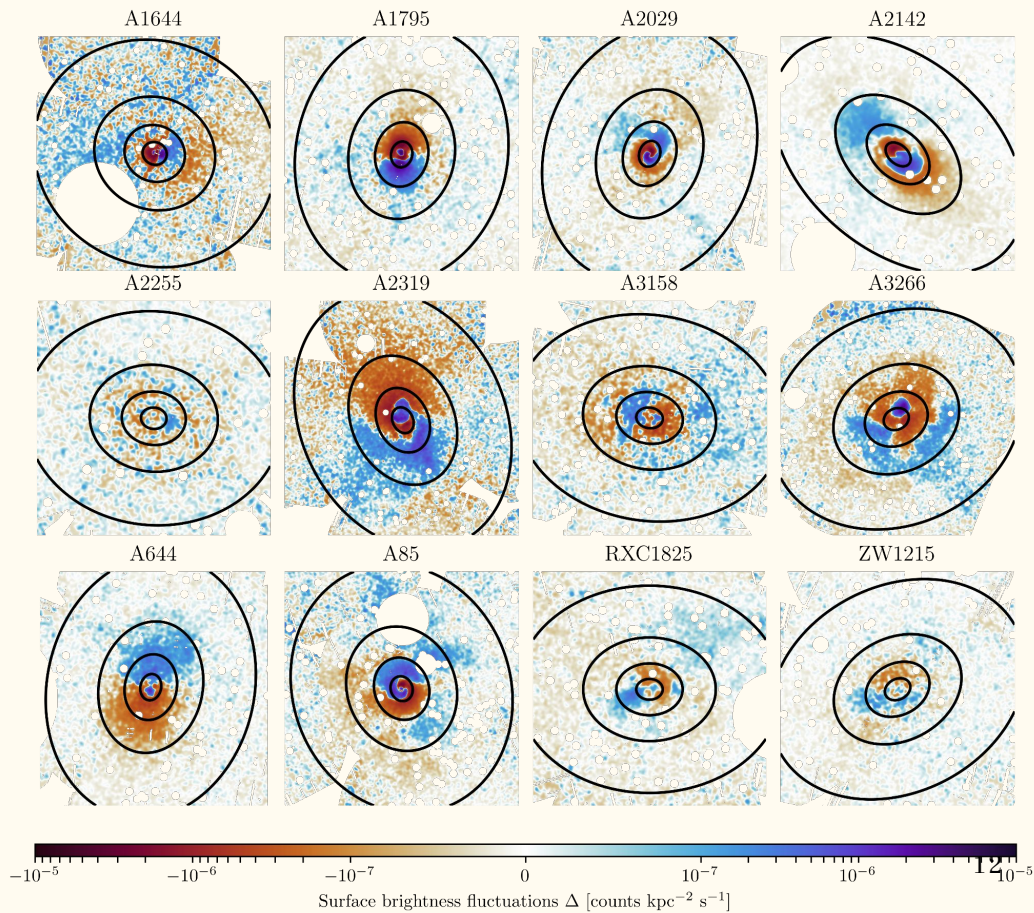 A1644 A1795 A2029 A2142
A2255 A2319 A3158 A3266
A644 A85 RXC1825 ZW1215
−10⁻⁵ −10⁻⁶ −10⁻⁷ 0 10⁻⁷ 10⁻⁶ 10⁻⁵
12
Surface brightness fluctuations Δ [counts kpc⁻² s⁻¹]